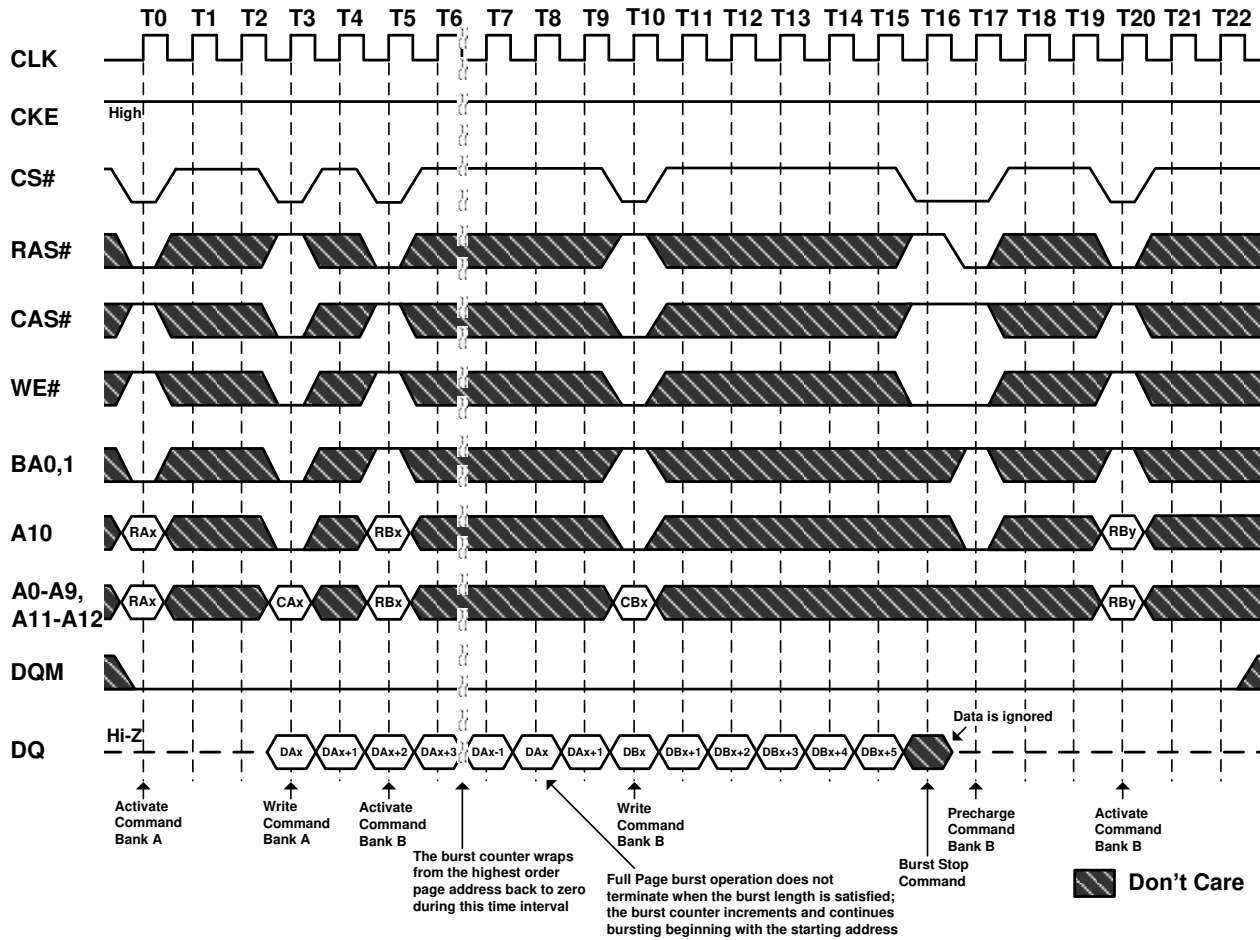 T0 T1 T2 T3 T4 T5 T6 T7 T8 T9 T10 T11 T12 T13 T14 T15 T16 T17 T18 T19 T20 T21 T22
CLK
CKE
High
CS#
RAS#
CAS#
WE#
BA0,1
A10
RAx RBx RBy
A0-A9,
A11-A12
RAx CAx RBx CBx RBy
DQM
DQ
Hi-Z
DAx DAx+1 DAx+2 DAx+3 DAx-1 DAx DAx+1 DBx DBx+1 DBx+2 DBx+3 DBx+4 DBx+5
Data is ignored
Activate
Command
Bank A
Write
Command
Bank A
Activate
Command
Bank B
The burst counter wraps
from the highest order
page address back to zero
during this time interval
Write
Command
Bank B
Full Page burst operation does not
terminate when the burst length is satisfied;
the burst counter increments and continues
bursting beginning with the starting address
Burst Stop
Command
Precharge
Command
Bank B
Activate
Command
Bank B
Don't Care